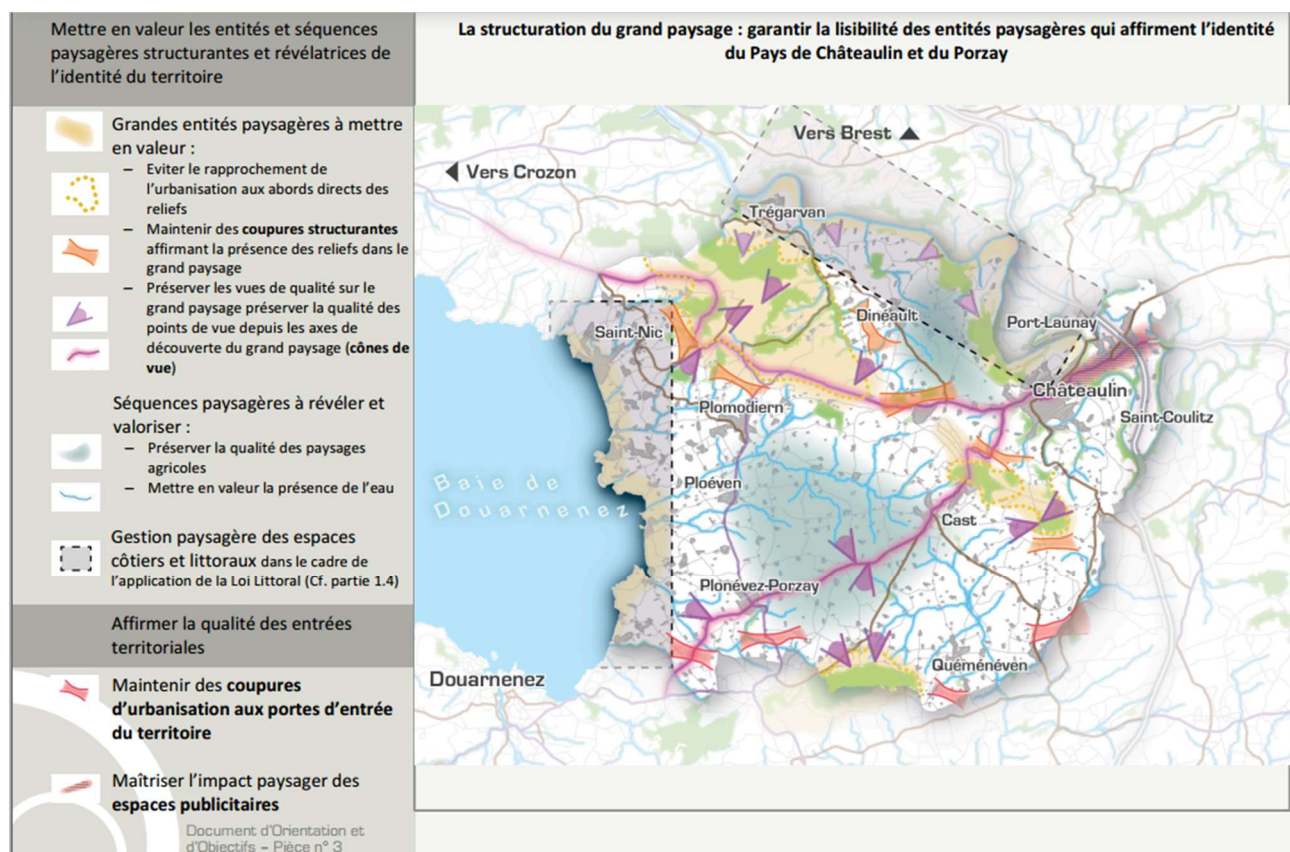 Mettre en valeur les entités et séquences
paysagères structurantes et révélatrices de
l'identité du territoire
Grandes entités paysagères à mettre
en valeur :
– Eviter le rapprochement de
l'urbanisation aux abords directs des
reliefs
– Maintenir des coupures structurantes
affirmant la présence des reliefs dans le
grand paysage
– Préserver les vues de qualité sur le
grand paysage préserver la qualité des
points de vue depuis les axes de
découverte du grand paysage (cônes de
vue)
Séquences paysagères à révéler et
valoriser :
– Préserver la qualité des paysages
agricoles
– Mettre en valeur la présence de l'eau
Gestion paysagère des espaces
côtiers et littoraux dans le cadre de
l'application de la Loi Littoral (Cf. partie 1.4)
Affirmer la qualité des entrées
territoriales
Maintenir des coupures
d'urbanisation aux portes d'entrée
du territoire
Maîtriser l'impact paysager des
espaces publicitaires
Document d'Orientation et
d'Objectifs – Pièce n° 3
La structuration du grand paysage : garantir la lisibilité des entités paysagères qui affirment l'identité
du Pays de Châteaulin et du Porzay
Vers Brest
Vers Crozon
Trégarvan
Dinéault
Port-Launay
Saint-Nic
Châteaulin
Plomodiern
Saint-Coulitz
Ploéven
Baie de
Douarnenez
Cast
Plonévez-Porzay
Quéménéven
Douarnenez